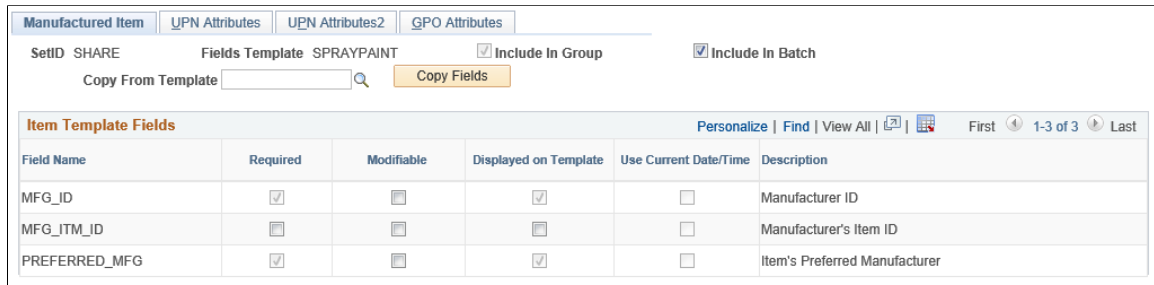 Manufactured Item UPN Attributes UPN Attributes2 GPO Attributes
SetID SHARE Fields Template SPRAYPAINT Include In Group Include In Batch
Copy From Template Copy Fields
Item Template Fields Personalize | Find | View All | | First 1-3 of 3 Last
Field Name Required Modifiable Displayed on Template Use Current Date/Time Description
MFG_ID Manufacturer ID
MFG_ITM_ID Manufacturer's Item ID
PREFERRED_MFG Item's Preferred Manufacturer